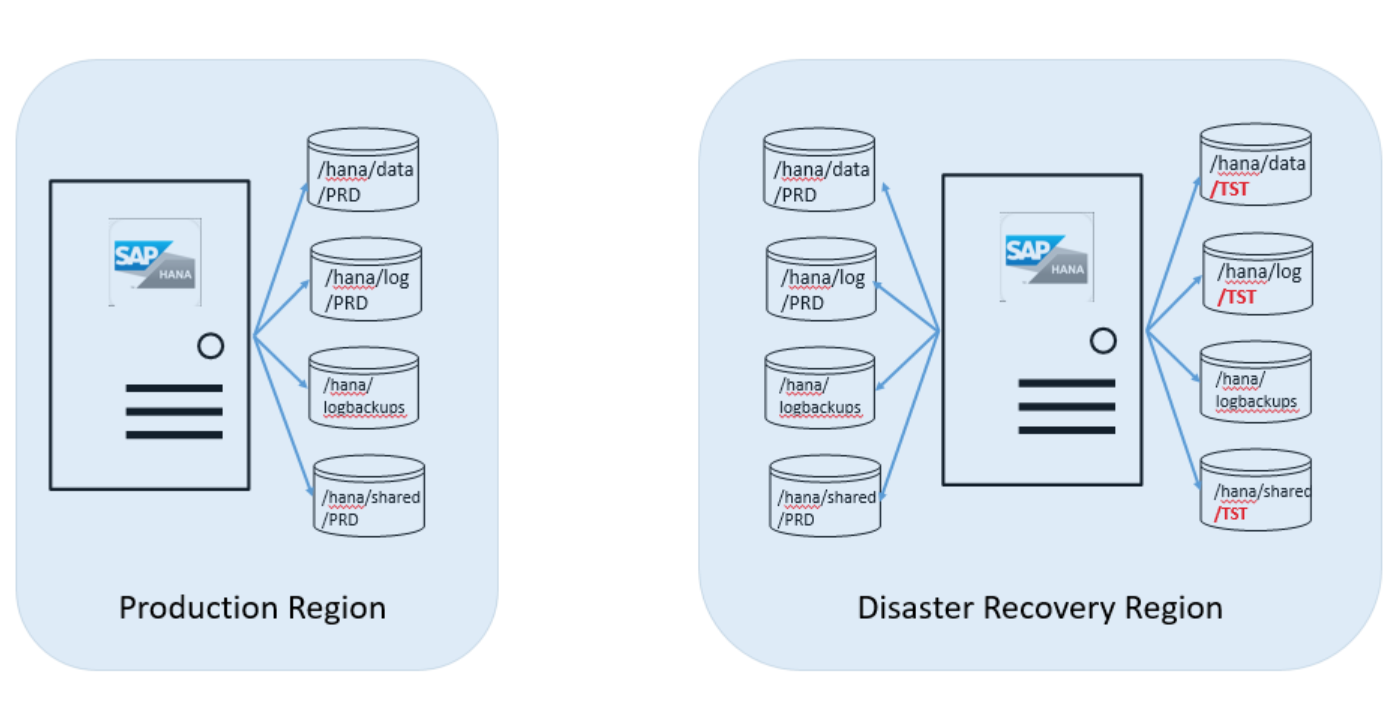 /hana/data
/PRD
SAP
HANA
/hana/log
/PRD
/hana/
logbackups
/hana/shared
/PRD
Production Region
/hana/data
/PRD
/hana/log
/PRD
/hana/
logbackups
/hana/shared
/PRD
SAP
HANA
/hana/data
/TST
/hana/log
/TST
/hana/
logbackups
/hana/shared
/TST
Disaster Recovery Region